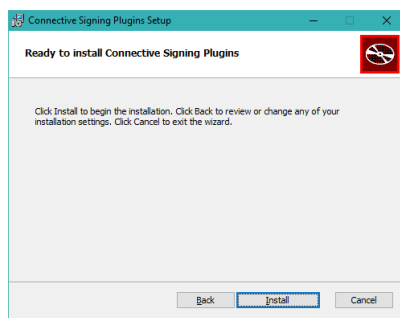 Connective Signing Plugins Setup
Ready to install Connective Signing Plugins
Click Install to begin the installation. Click Back to review or change any of your
installation settings. Click Cancel to exit the wizard.
Back Install Cancel